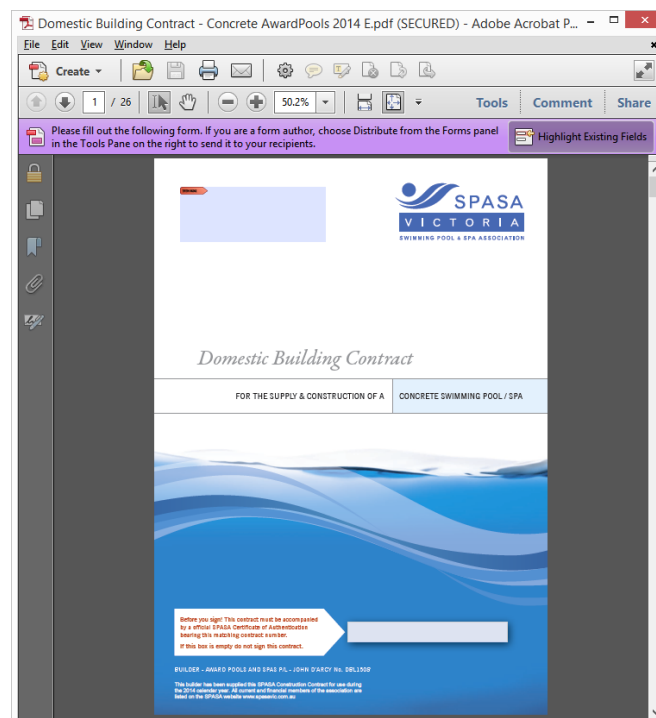 Domestic Building Contract - Concrete AwardPools 2014 E.pdf (SECURED) - Adobe Acrobat P...
File Edit View Window Help
Create
1 / 26 50.2% Tools Comment Share
Please fill out the following form. If you are a form author, choose Distribute from the Forms panel
in the Tools Pane on the right to send it to your recipients.
Highlight Existing Fields
SPASA
VICTORIA
SWIMMING POOL & SPA ASSOCIATION
Domestic Building Contract
FOR THE SUPPLY & CONSTRUCTION OF A CONCRETE SWIMMING POOL / SPA
Before you sign! This contract must be accompanied
by a official SPASA Certificate of Authentication
bearing this matching contract number.
If this box is empty do not sign this contract.
BUILDER - AWARD POOLS AND SPAS P/L - JOHN D'ARCY No.
This builder has been supplied this SPASA Construction Contract for use during
the 2014 calender year. All current and financial members of the association are
listed on the SPASA website www.spasavic.com.au